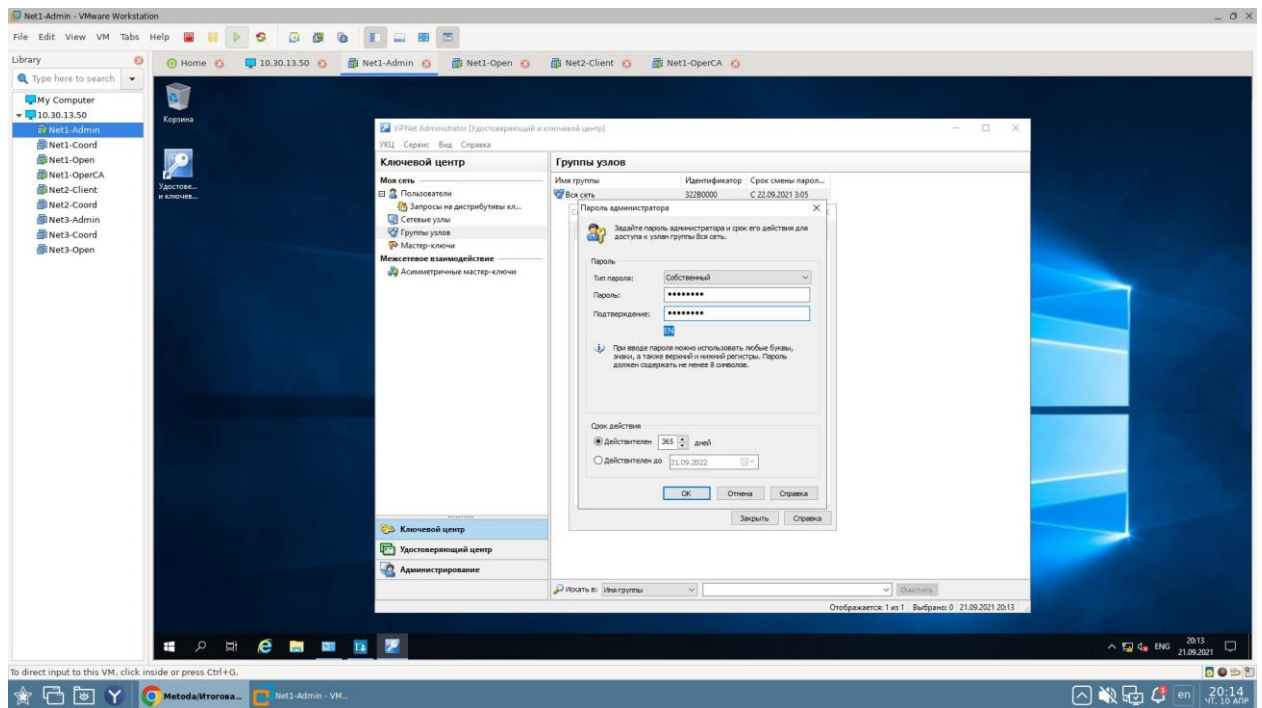 Net1-Admin - VMware Workstation
File Edit View VM Tabs Help
Library
Home 10.30.13.50 Net1-Admin Net1-Open Net2-Client Net1-OperCA
Type here to search
My Computer
10.30.13.50
Net1-Admin
Net1-Coord
Net1-Open
Net1-OperCA
Net2-Client
Net2-Coord
Net3-Admin
Net3-Coord
Net3-Open
Корзина
Удостове...
и ключев...
ViPNet Administrator [Удостоверяющий и ключевой центр]
УКЦ Сервис Вид Справка
Ключевой центр
Моя сеть
Пользователи
Запросы на дистрибутивы кл...
Сетевые узлы
Группы узлов
Мастер-ключи
Межсетевое взаимодействие
Асимметричные мастер-ключи
Ключевой центр
Удостоверяющий центр
Администрирование
Группы узлов
Имя группы Идентификатор Срок смены парол...
Вся сеть 32280000 С 22.09.2021 3:05
Пароль администратора
Задайте пароль администратора и срок его действия для
доступа к узлам группы Вся сеть.
Пароль
Тип пароля: Собственный
Пароль: ••••••••
Подтверждение: ••••••••
EN
При вводе пароля можно использовать любые буквы,
знаки, а также верхний и нижний регистры. Пароль
должен содержать не менее 8 символов.
Срок действия
Действителен 365 дней
Действителен до 21.09.2022
ОК Отмена Справка
Закрыть Справка
Искать в: Имя группы Очистить
Отображается: 1 из 1 Выбрано: 0 21.09.2021 20:13
ENG 20:13
21.09.2021
To direct input to this VM, click inside or press Ctrl+G.
Metoda/Итогова... Net1-Admin - VM... en 20:14
ЧТ, 10 АПР